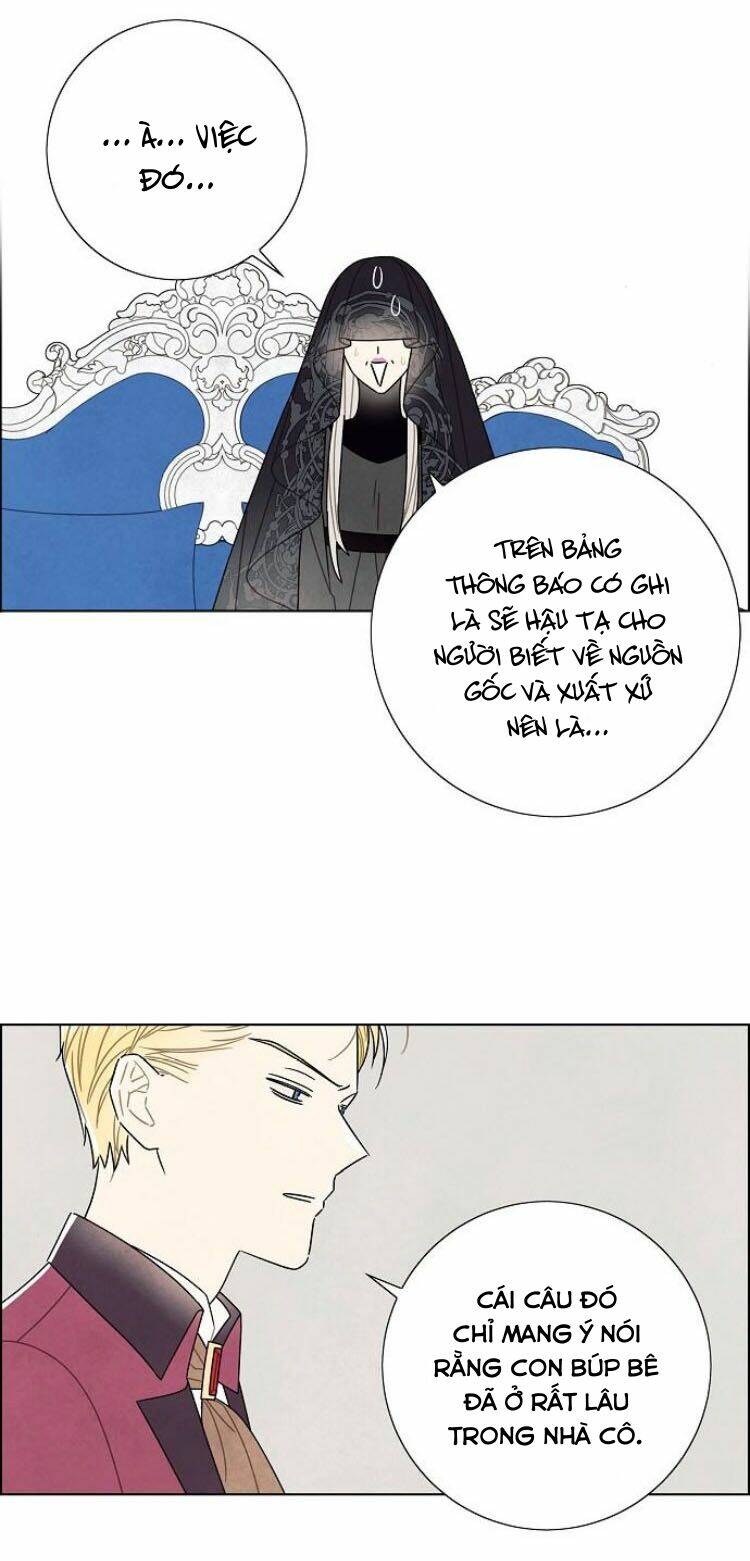 ... À... VIỆC
ĐÓ...
TRÊN BẢNG
THÔNG BÁO CÓ GHI
LÀ SẼ HẬU TẠ CHO
NGƯỜI BIẾT VỀ NGUỒN
GỐC VÀ XUẤT XỨ
NÊN LÀ...
CÁI CÂU ĐÓ
CHỈ MANG Ý NÓI
RẰNG CON BÚP BÊ
ĐÃ Ở RẤT LÂU
TRONG NHÀ CÔ.